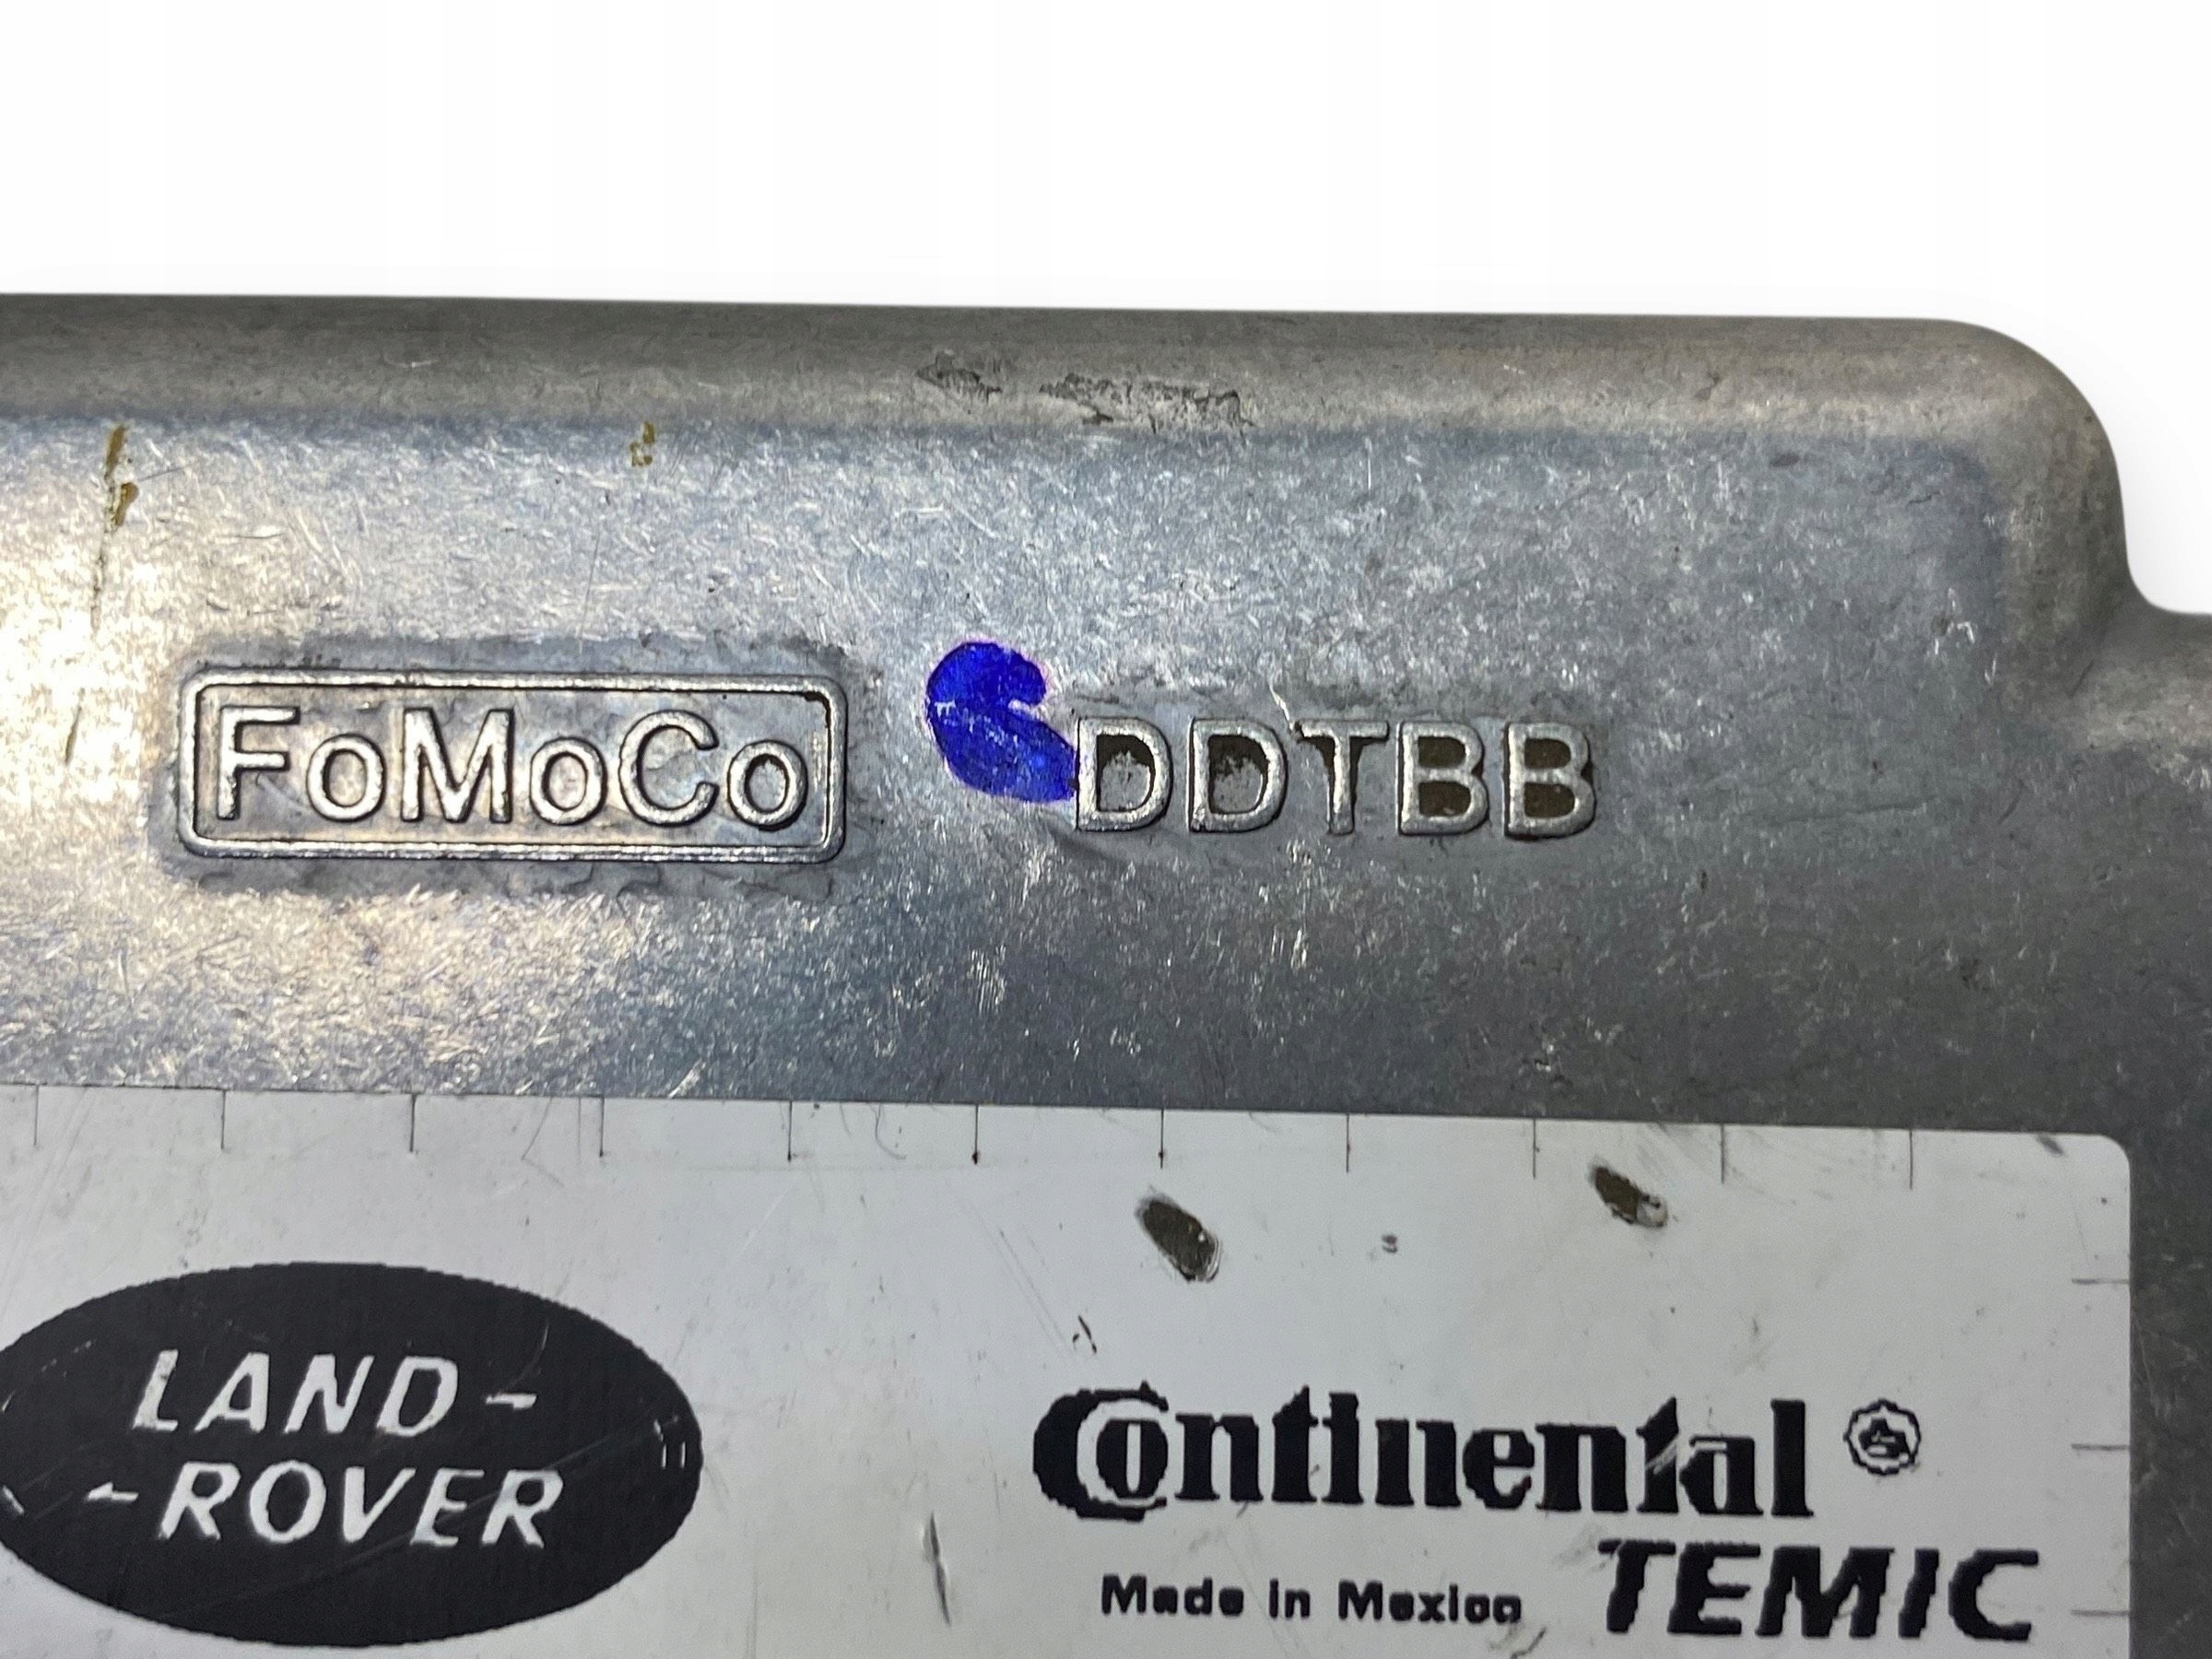 FoMoCo DDTBB
LAND-
-ROVER
Continental
TEMIC
Made in Mexico